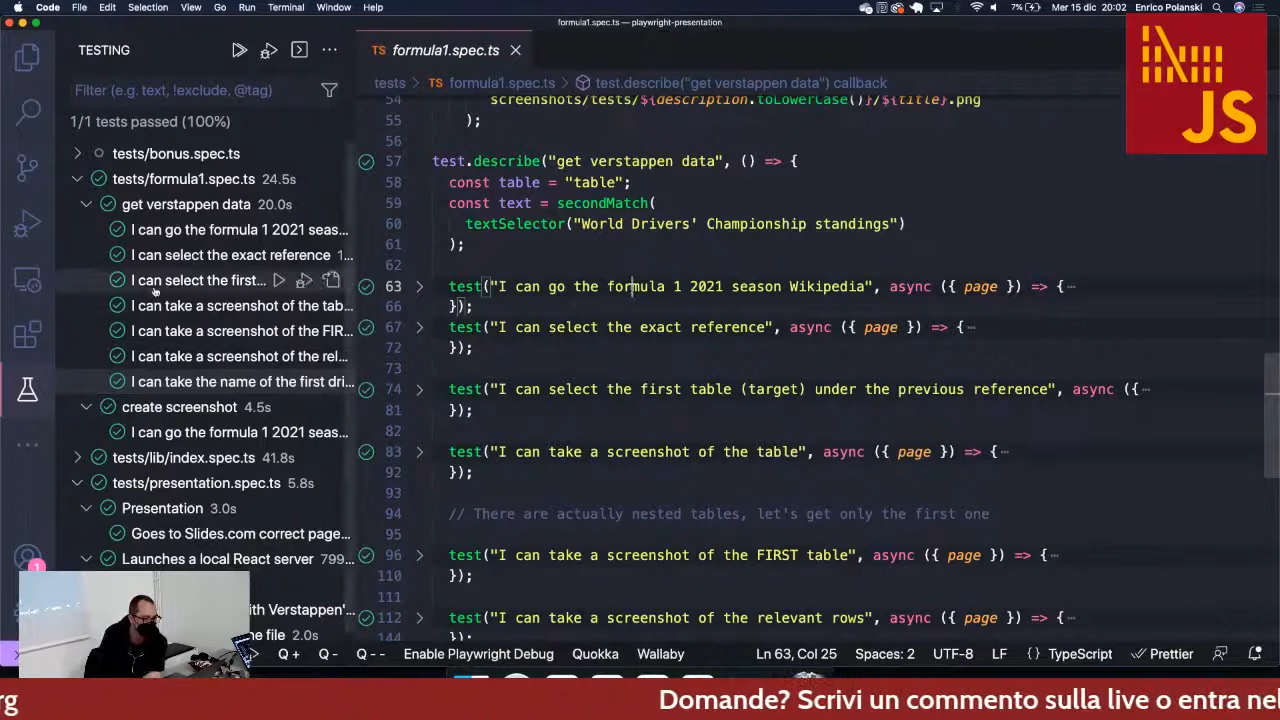 Code File Edit Selection View Go Run Terminal Window Help 7% Mer 15 dic 20:02 Enrico Polanski
formula1.spec.ts — playwright-presentation
TESTING
Filter (e.g. text, !exclude, @tag)
1/1 tests passed (100%)
tests/bonus.spec.ts
tests/formula1.spec.ts 24.5s
get verstappen data 20.0s
I can go the formula 1 2021 seas...
I can select the exact reference 1...
I can select the first...
I can take a screenshot of the tab...
I can take a screenshot of the FIR...
I can take a screenshot of the rel...
I can take the name of the first dri...
create screenshot 4.5s
I can go the formula 1 2021 seas...
tests/lib/index.spec.ts 41.8s
tests/presentation.spec.ts 5.8s
Presentation 3.0s
Goes to Slides.com correct page...
Launches a local React server 799...
ith Verstappen'...
he file 2.0s
1
TS formula1.spec.ts
tests > TS formula1.spec.ts > test.describe("get verstappen data") callback
54 screenshots/tests/${description.toLowerCase()}/${title}.png
55 );
56
57 test.describe("get verstappen data", () => {
58 const table = "table";
59 const text = secondMatch(
60 textSelector("World Drivers' Championship standings")
61 );
62
63 test("I can go the formula 1 2021 season Wikipedia", async ({ page }) => {…
66 });
67 test("I can select the exact reference", async ({ page }) => {…
72 });
73
74 test("I can select the first table (target) under the previous reference", async ({…
81 });
82
83 test("I can take a screenshot of the table", async ({ page }) => {…
92 });
93
94 // There are actually nested tables, let's get only the first one
95
96 test("I can take a screenshot of the FIRST table", async ({ page }) => {…
110 });
111
112 test("I can take a screenshot of the relevant rows", async ({ page }) => {…
144 });
JS
Q + Q - Q -- Enable Playwright Debug Quokka Wallaby Ln 63, Col 25 Spaces: 2 UTF-8 LF {} TypeScript Prettier
rg Domande? Scrivi un commento sulla live o entra nel